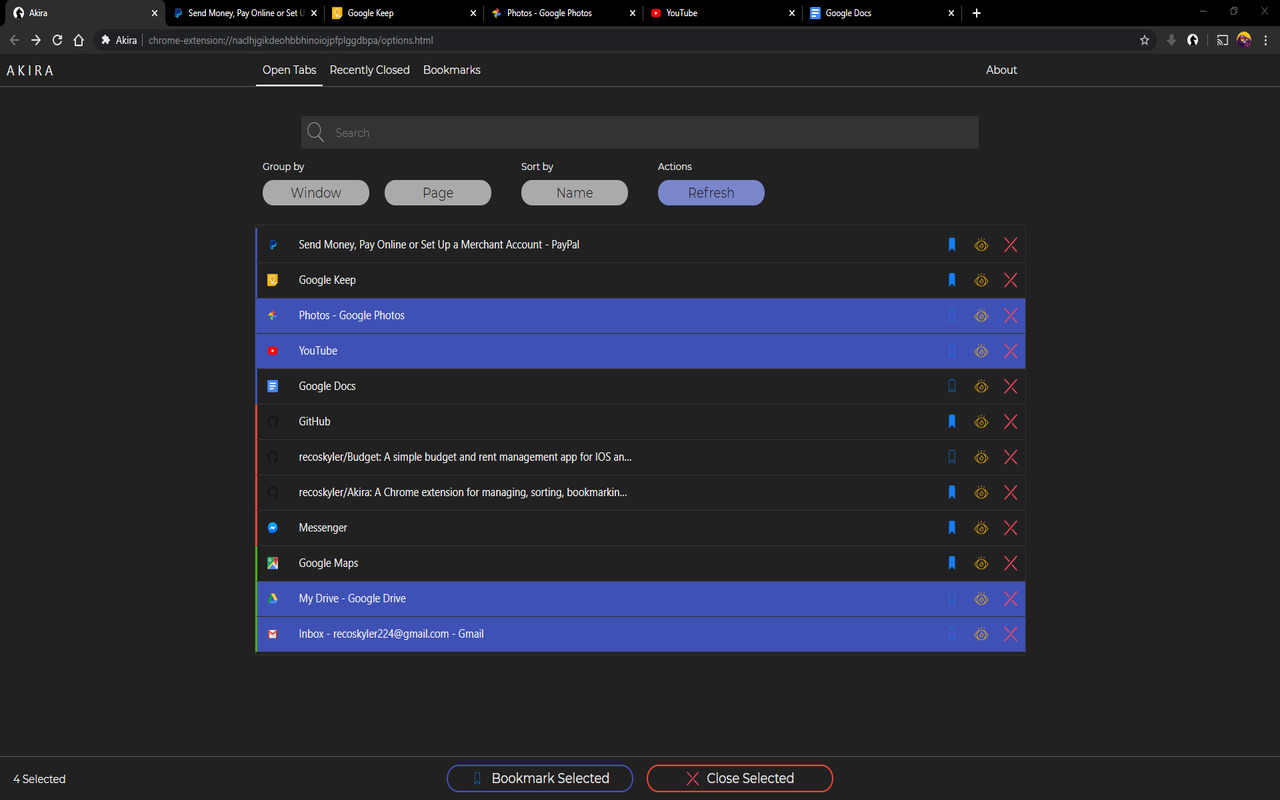 Akira
Send Money, Pay Online or Set U
Google Keep
Photos - Google Photos
YouTube
Google Docs
Akira
chrome-extension://naclhjgikdeohbbhinoiojpfplggdbpa/options.html
AKIRA
Open Tabs
Recently Closed
Bookmarks
About
Search
Group by
Sort by
Actions
Window
Page
Name
Refresh
Send Money, Pay Online or Set Up a Merchant Account - PayPal
Google Keep
Photos - Google Photos
YouTube
Google Docs
GitHub
recoskyler/Budget: A simple budget and rent management app for IOS an...
recoskyler/Akira: A Chrome extension for managing, sorting, bookmarkin...
Messenger
Google Maps
My Drive - Google Drive
Inbox - recoskyler224@gmail.com - Gmail
4 Selected
Bookmark Selected
Close Selected